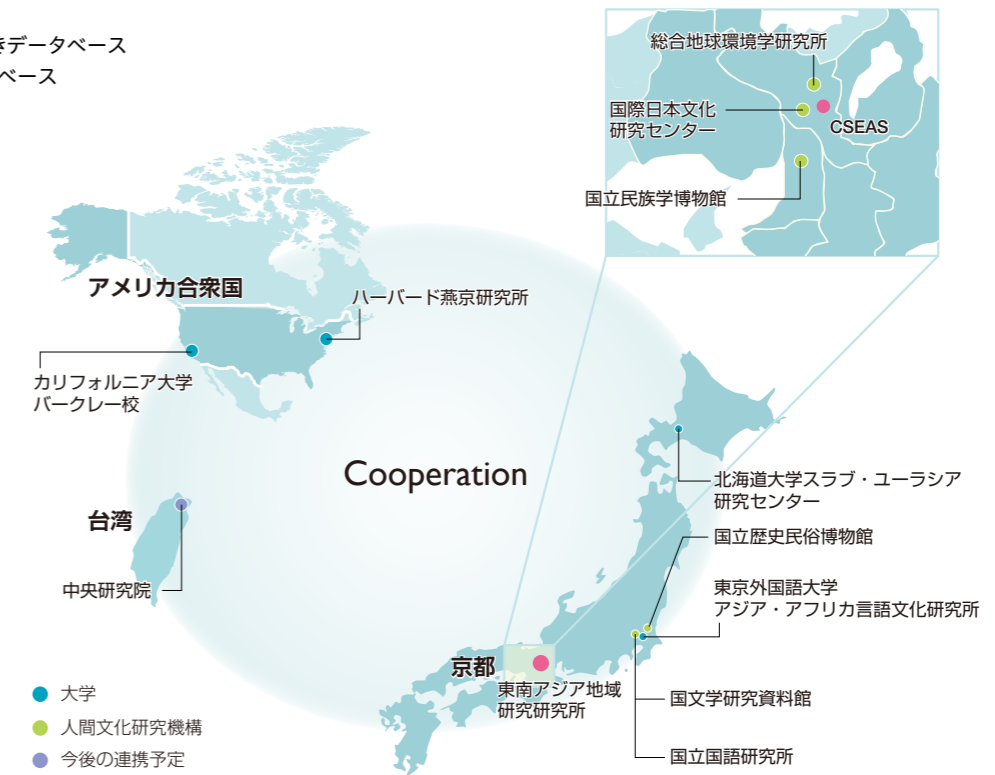 きデータベース
ベース
総合地球環境学研究所
国際日本文化
研究センター
CSEAS
国立民族学博物館
アメリカ合衆国
ハーバード燕京研究所
カリフォルニア大学
バークレー校
Cooperation
北海道大学スラブ・ユーラシア
研究センター
台湾
国立歴史民俗博物館
中央研究院
東京外国語大学
アジア・アフリカ言語文化研究所
京都
東南アジア地域
研究研究所
国文学研究資料館
国立国語研究所
大学
人間文化研究機構
今後の連携予定